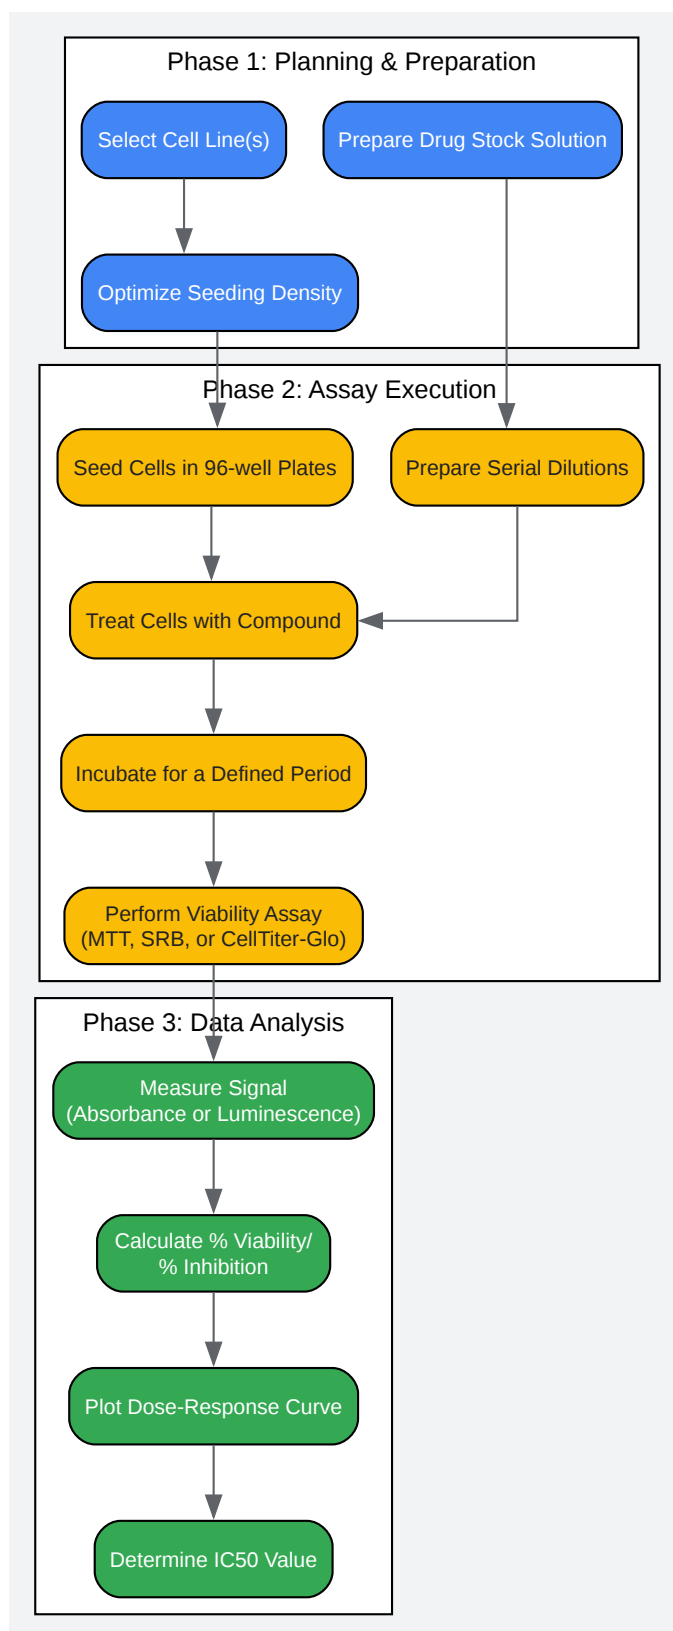 Phase 1: Planning & Preparation
Select Cell Line(s)
Prepare Drug Stock Solution
Optimize Seeding Density
Phase 2: Assay Execution
Seed Cells in 96-well Plates
Prepare Serial Dilutions
Treat Cells with Compound
Incubate for a Defined Period
Perform Viability Assay
(MTT, SRB, or CellTiter-Glo)
Phase 3: Data Analysis
Measure Signal
(Absorbance or Luminescence)
Calculate % Viability/
% Inhibition
Plot Dose-Response Curve
Determine IC50 Value